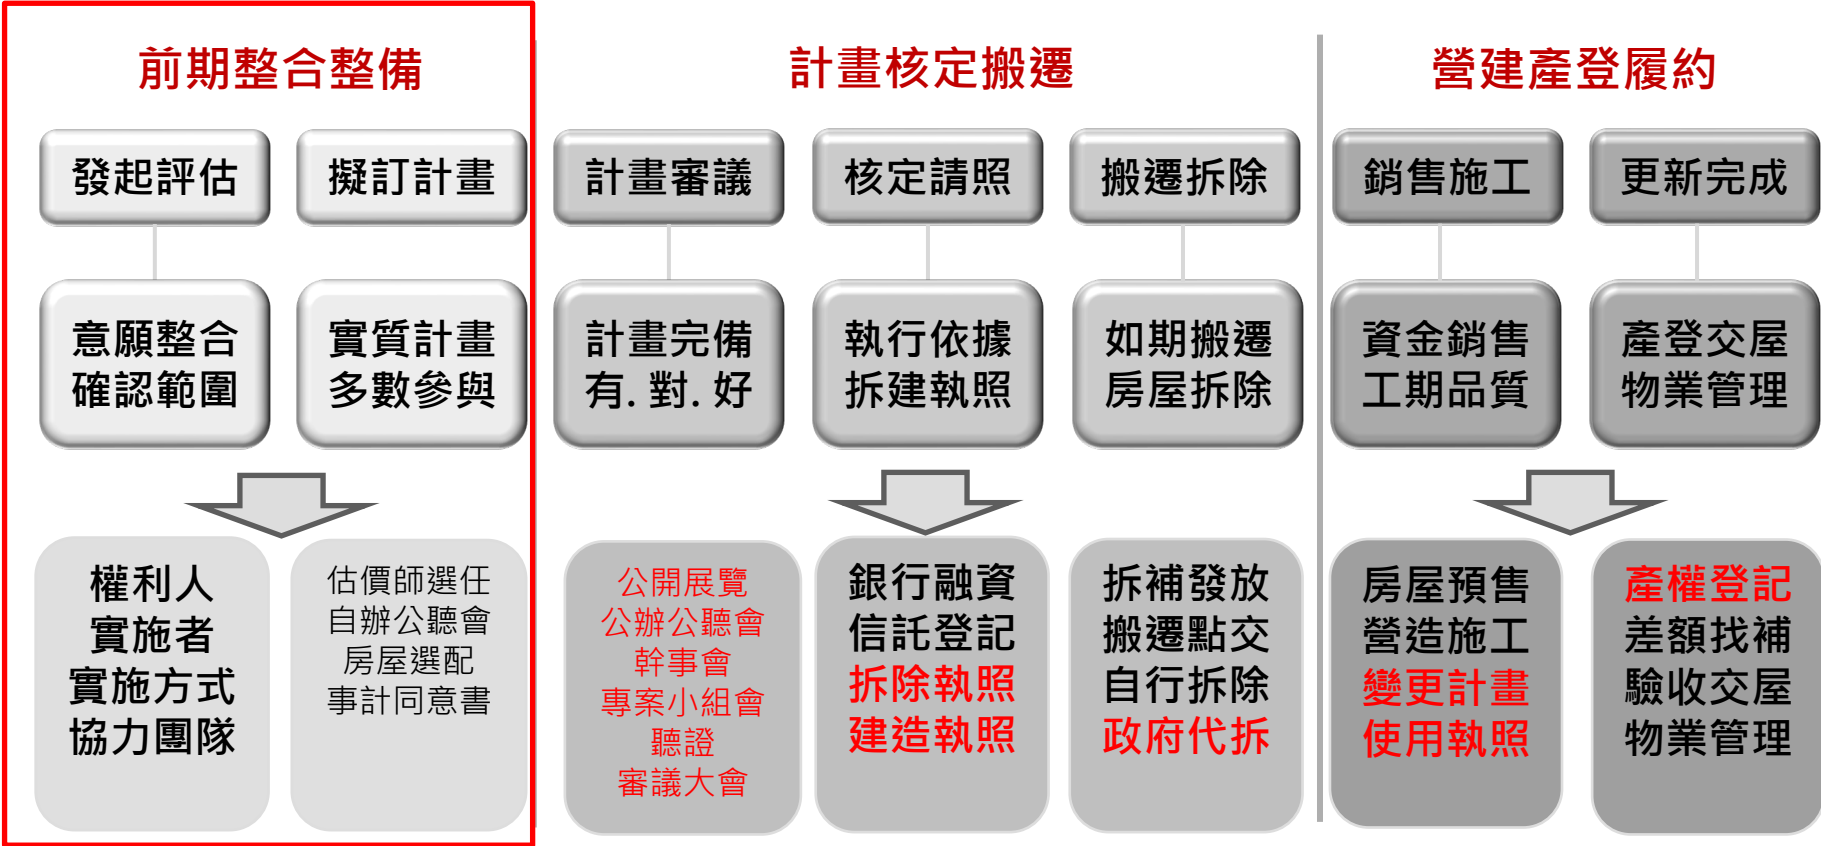 前期整合整備
計畫核定搬遷
營建產登履約
發起評估
擬訂計畫
計畫審議
核定請照
搬遷拆除
銷售施工
更新完成
意願整合
確認範圍
實質計畫
多數參與
計畫完備
有. 對. 好
執行依據
拆建執照
如期搬遷
房屋拆除
資金銷售
工期品質
產登交屋
物業管理
權利人
實施者
實施方式
協力團隊
估價師選任
自辦公聽會
房屋選配
事計同意書
公開展覽
公辦公聽會
幹事會
專案小組會
聽證
審議大會
銀行融資
信託登記
拆除執照
建造執照
拆補發放
搬遷點交
自行拆除
政府代拆
房屋預售
營造施工
變更計畫
使用執照
產權登記
差額找補
驗收交屋
物業管理